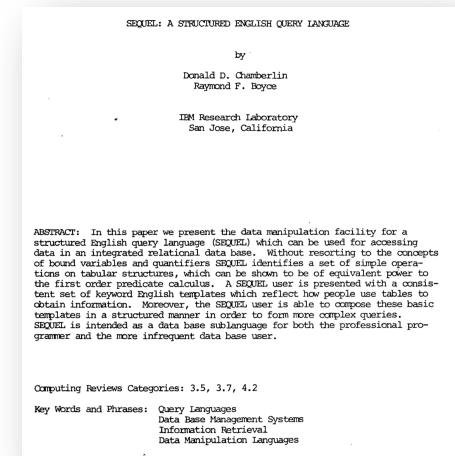 SEQUEL: A STRUCTURED ENGLISH QUERY LANGUAGE
by
Donald D. Chamberlin
Raymond F. Boyce
IBM Research Laboratory
San Jose, California
ABSTRACT: In this paper we present the data manipulation facility for a
structured English query language (SEQUEL) which can be used for accessing
data in an integrated relational data base. Without resorting to the concepts
of bound variables and quantifiers SEQUEL identifies a set of simple opera-
tions on tabular structures, which can be shown to be of equivalent power to
the first order predicate calculus. A SEQUEL user is presented with a consis-
tent set of keyword English templates which reflect how people use tables to
obtain information. Moreover, the SEQUEL user is able to compose these basic
templates in a structured manner in order to form more complex queries.
SEQUEL is intended as a data base sublanguage for both the professional pro-
grammer and the more infrequent data base user.
Computing Reviews Categories: 3.5, 3.7, 4.2
Key Words and Phrases: Query Languages
Data Base Management Systems
Information Retrieval
Data Manipulation Languages